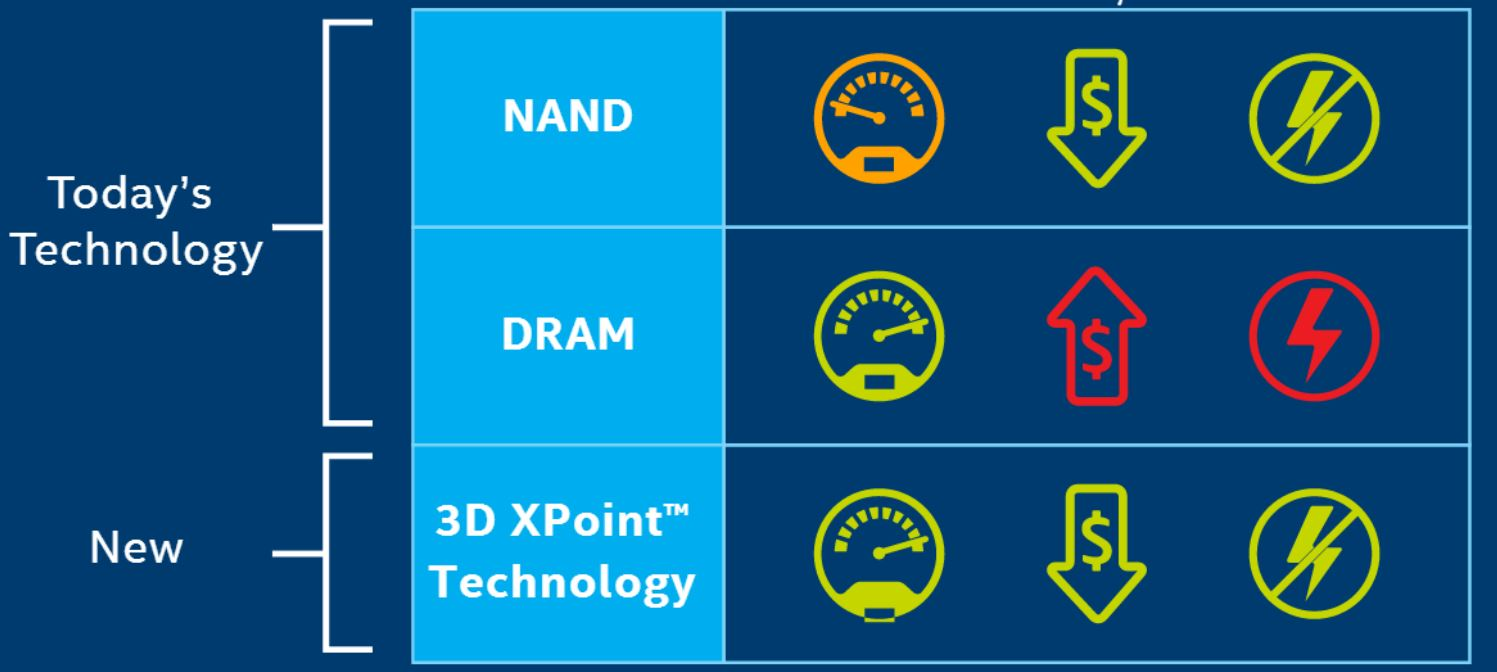 Today's
Technology
NAND
$
DRAM
$
New
3D XPoint™
Technology
$